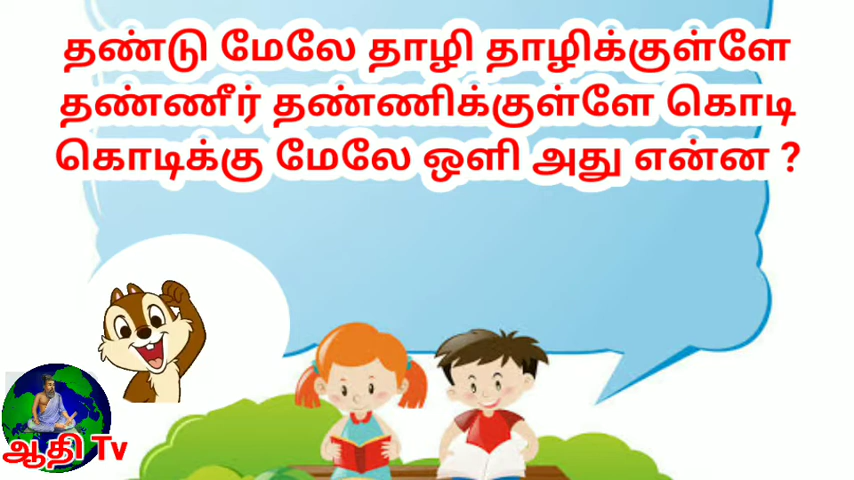 தண்டு மேலே தாழி தாழிக்குள்ளே
தண்ணீர் தண்ணிக்குள்ளே கொடி
கொடிக்கு மேலே ஒளி அது என்ன ?
ஆதி Tv